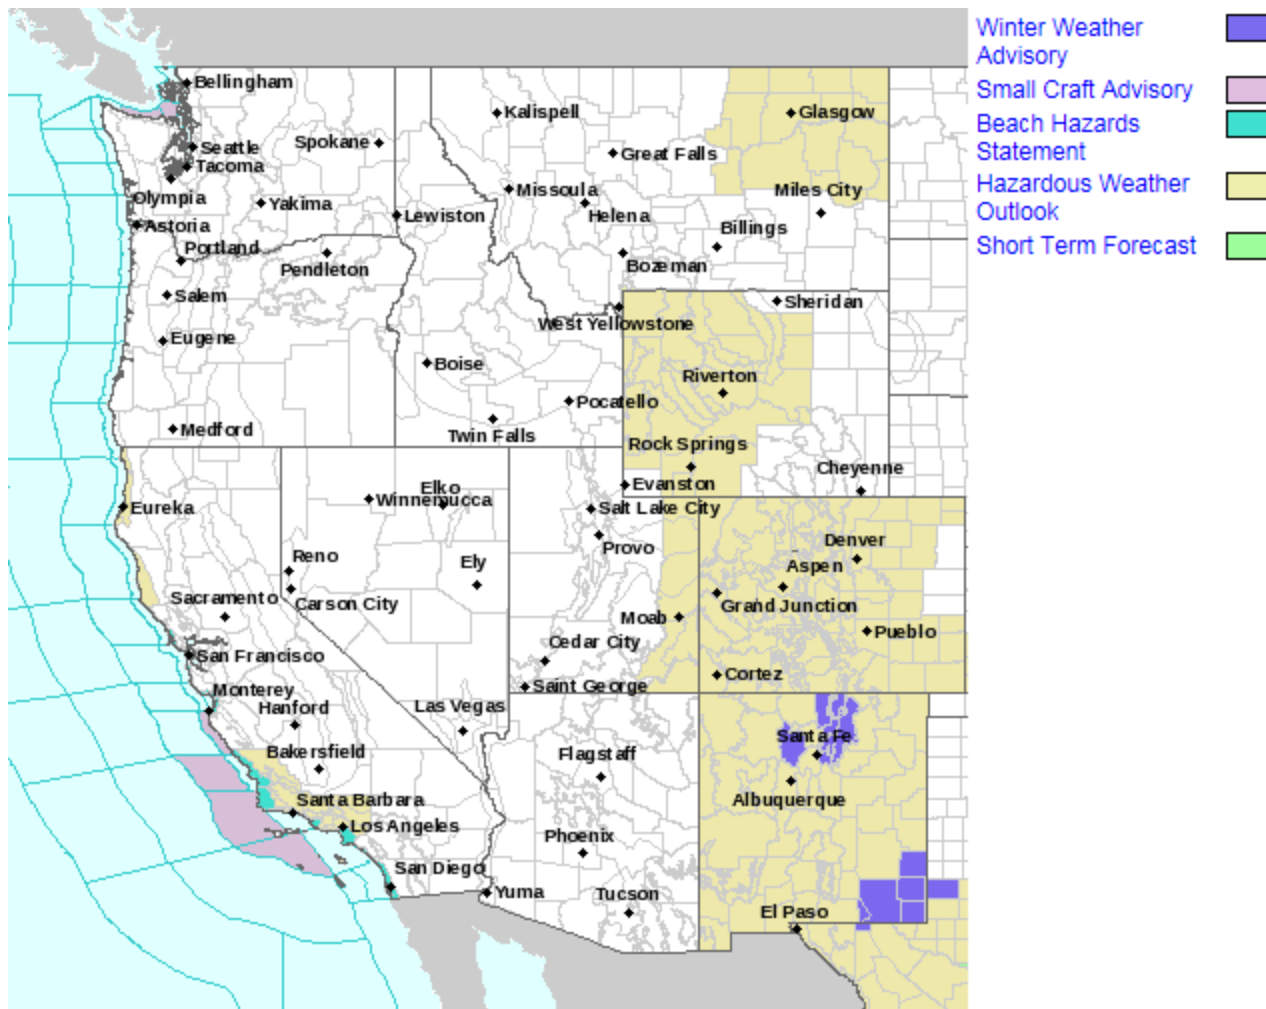 Winter Weather
Advisory
Small Craft Advisory
Beach Hazards
Statement
Hazardous Weather
Outlook
Short Term Forecast
Bellingham
Kalispell
Glasgow
Seattle
Spokane
Great Falls
Tacoma
Olympia
Yakima
Missoula
Miles City
Lewiston
Helena
Astoria
Billings
Portland
Pendleton
Bozeman
Salem
Sheridan
West Yellowstone
Eugene
Boise
Riverton
Pocatello
Medford
Twin Falls
Rock Springs
Cheyenne
Evanston
Elko
Winnemucca
Eureka
Salt Lake City
Provo
Denver
Reno
Ely
Aspen
Sacramento
Carson City
Grand Junction
Moab
Pueblo
Cedar City
San Francisco
Cortez
Saint George
Monterey
Hanford
Las Vegas
Bakersfield
Flagstaff
Santa Fe
Santa Barbara
Albuquerque
Los Angeles
Phoenix
San Diego
Yuma
Tucson
El Paso